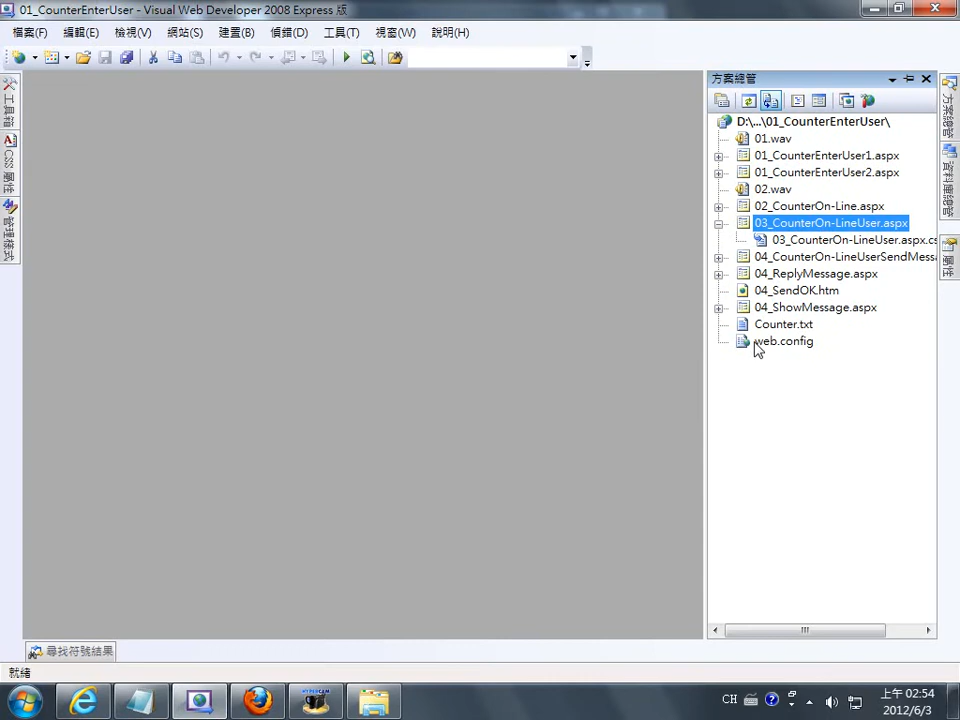 01_CounterEnterUser - Visual Web Developer 2008 Express 版
檔案(F) 編輯(E) 檢視(V) 網站(S) 建置(B) 偵錯(D) 工具(T) 視窗(W) 說明(H)
方案總管
D:\...\01_CounterEnterUser\
01.wav
01_CounterEnterUser1.aspx
01_CounterEnterUser2.aspx
02.wav
02_CounterOn-Line.aspx
03_CounterOn-LineUser.aspx
03_CounterOn-LineUser.aspx.cs
04_CounterOn-LineUserSendMessa
04_ReplyMessage.aspx
04_SendOK.htm
04_ShowMessage.aspx
Counter.txt
web.config
工具箱
CSS 屬性
管理樣式
方案總管
資料庫總管
屬性
尋找符號結果
就緒
CH
上午 02:54
2012/6/3